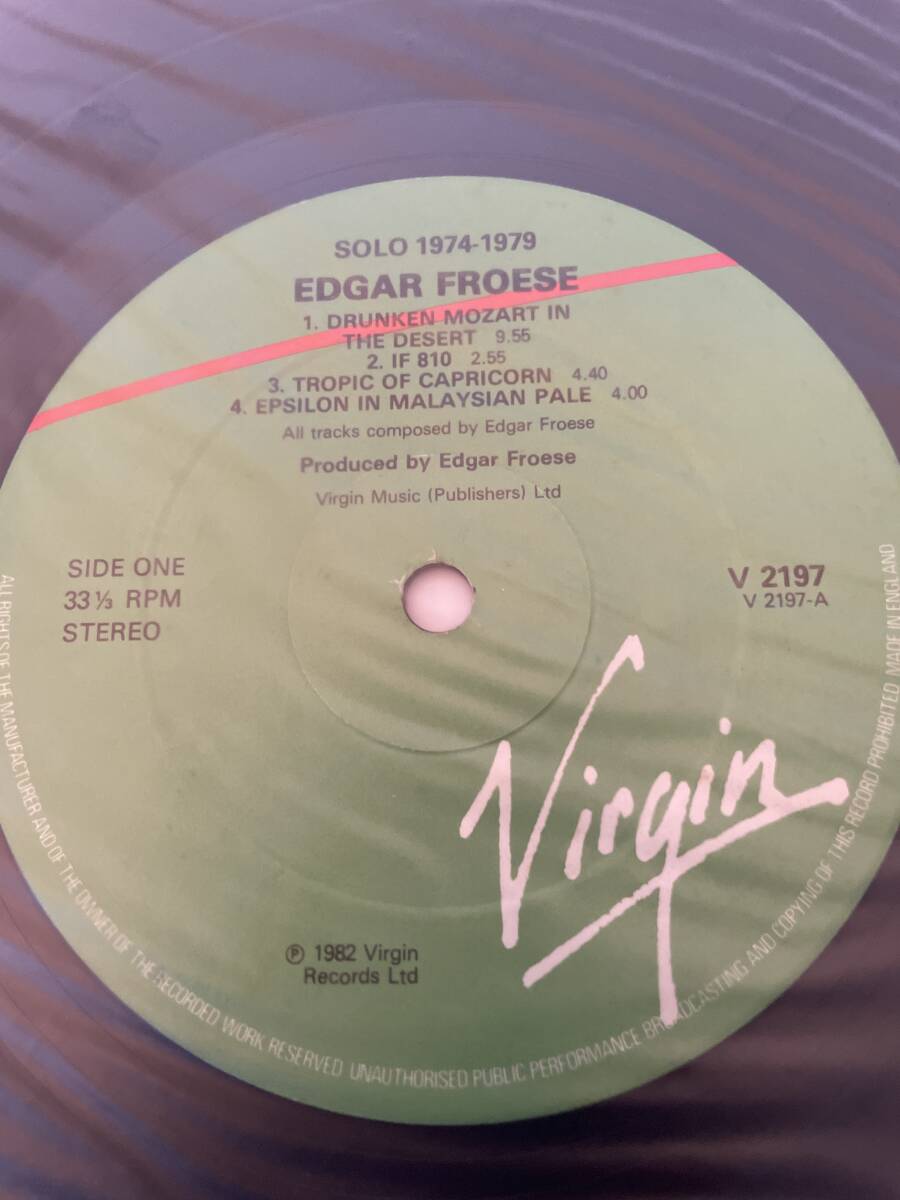 SOLO 1974-1979
EDGAR FROESE
1. DRUNKEN MOZART IN
THE DESERT 9.55
2. IF 810 2.55
3. TROPIC OF CAPRICORN 4.40
4. EPSILON IN MALAYSIAN PALE 4.00
All tracks composed by Edgar Froese
Produced by Edgar Froese
Virgin Music (Publishers) Ltd
SIDE ONE
33 ⅓ RPM
STEREO
V 2197
V 2197-A
Virgin
℗ 1982 Virgin
Records Ltd
ALL RIGHTS OF THE MANUFACTURER AND OF THE OWNER OF THE RECORDED WORK RESERVED UNAUTHORISED PUBLIC PERFORMANCE BROADCASTING AND COPYING OF THIS RECORD PROHIBITED MADE IN ENGLAND